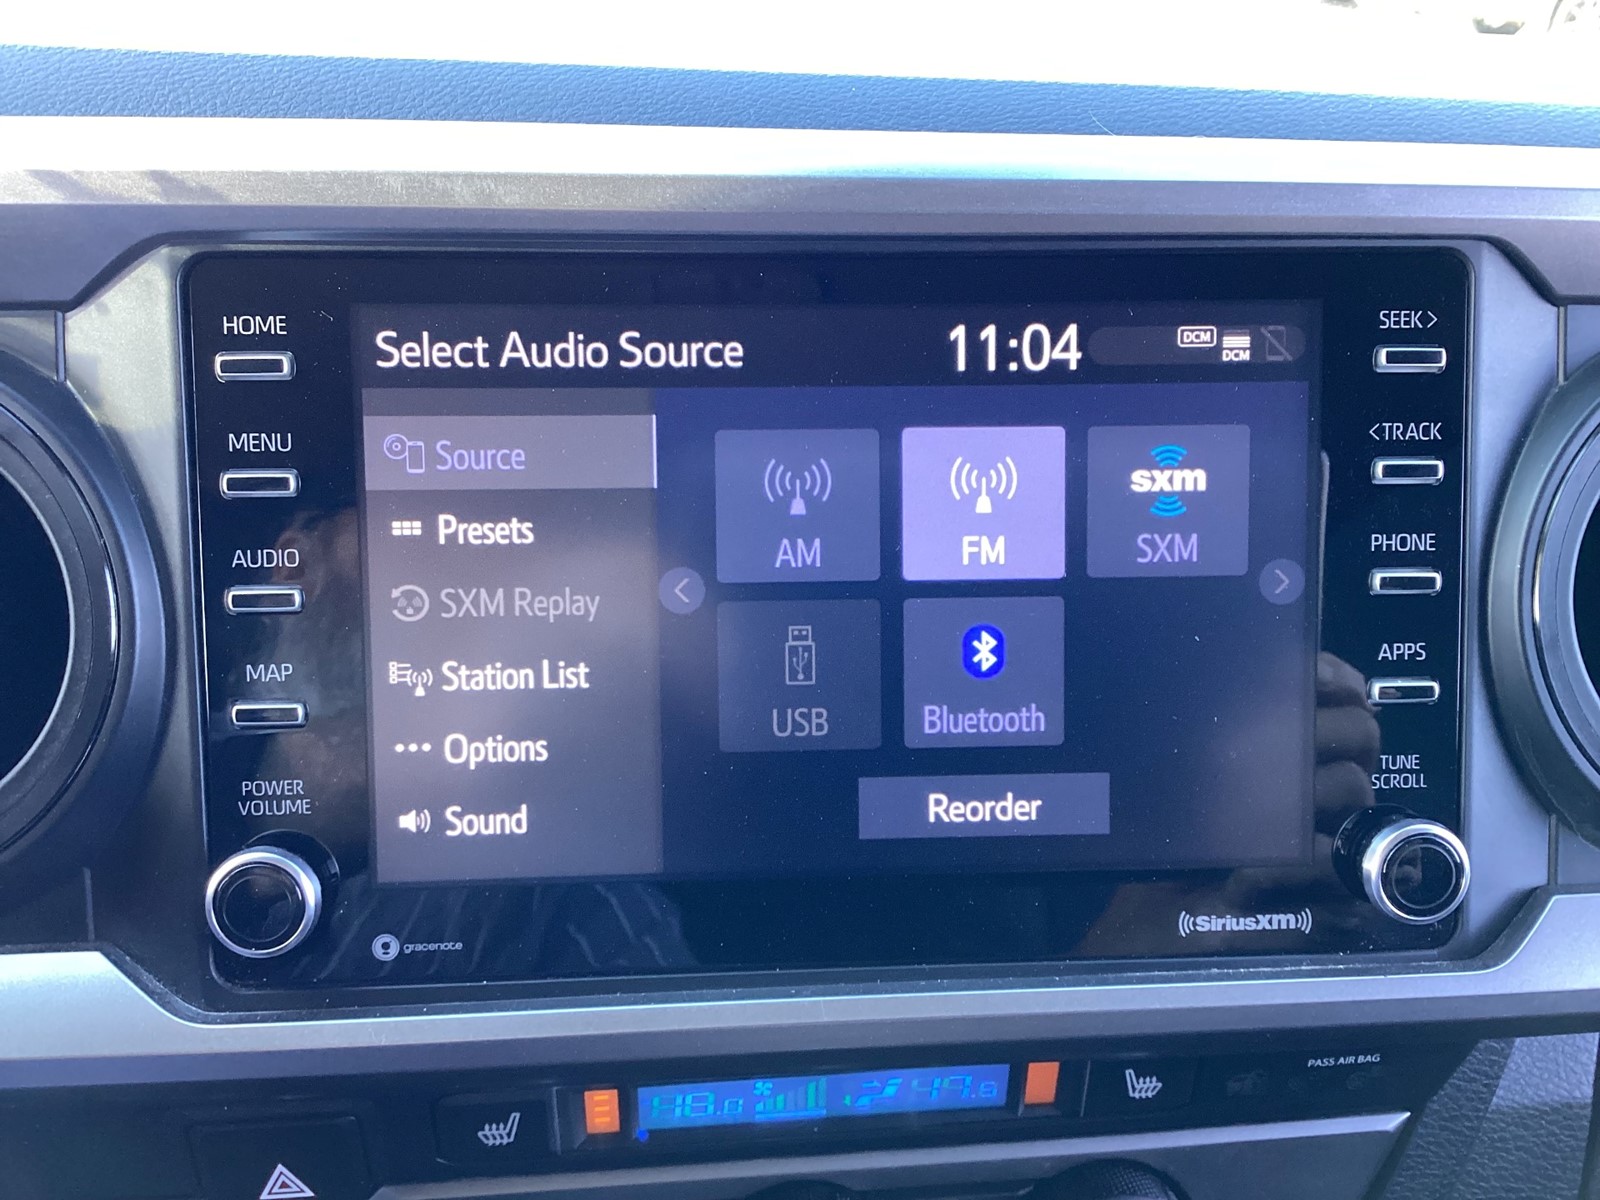 HOME
MENU
AUDIO
MAP
POWER
VOLUME
Select Audio Source
11:04
DCM
DCM
Source
Presets
SXM Replay
Station List
Options
Sound
AM
FM
sxm
SXM
USB
Bluetooth
Reorder
SEEK >
< TRACK
PHONE
APPS
TUNE
SCROLL
gracenote
((SiriusXM))
PASS AIR BAG